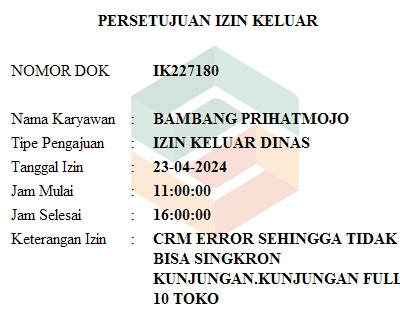 PERSETUJUAN IZIN KELUAR
NOMOR DOK IK227180
Nama Karyawan : BAMBANG PRIHATMOJO
Tipe Pengajuan : IZIN KELUAR DINAS
Tanggal Izin : 23-04-2024
Jam Mulai : 11:00:00
Jam Selesai : 16:00:00
Keterangan Izin : CRM ERROR SEHINGGA TIDAK
BISA SINGKRON
KUNJUNGAN.KUNJUNGAN FULL
10 TOKO